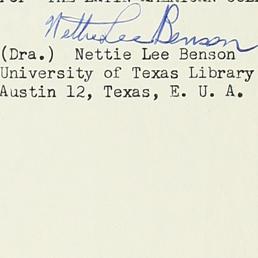 Nettie Lee Benson
(Dra.) Nettie Lee Benson
University of Texas Library
Austin 12, Texas, E. U. A.